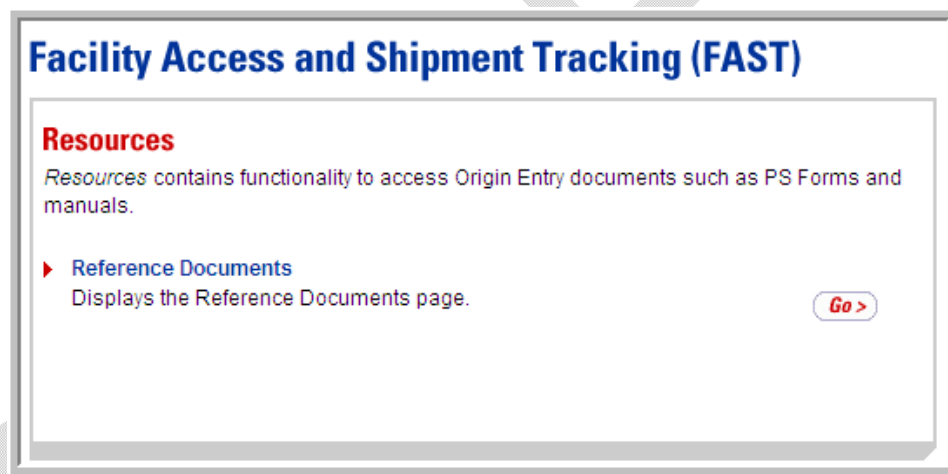 Facility Access and Shipment Tracking (FAST)
Resources
Resources contains functionality to access Origin Entry documents such as PS Forms and
manuals.
Reference Documents
Displays the Reference Documents page.
Go >